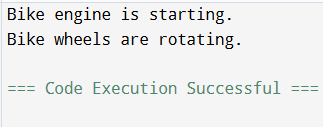 Bike engine is starting.
Bike wheels are rotating.
=== Code Execution Successful ===